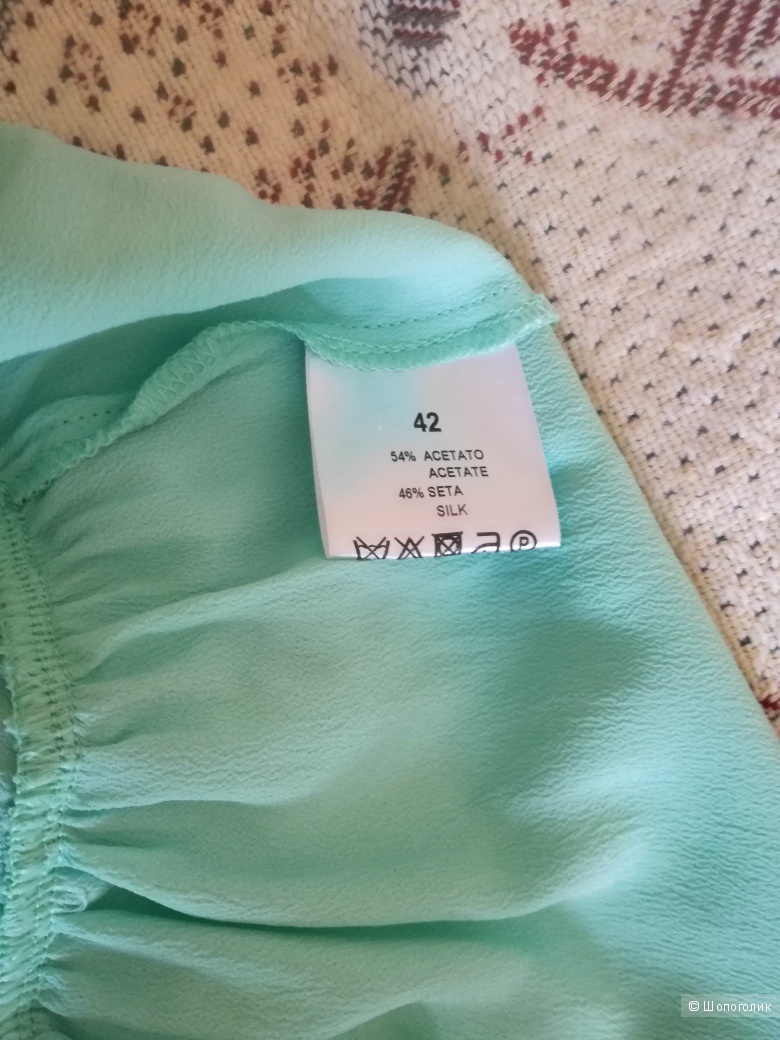 42
54% ACETATO
ACETATE
46% SETA
SILK
P
© Шопоголик